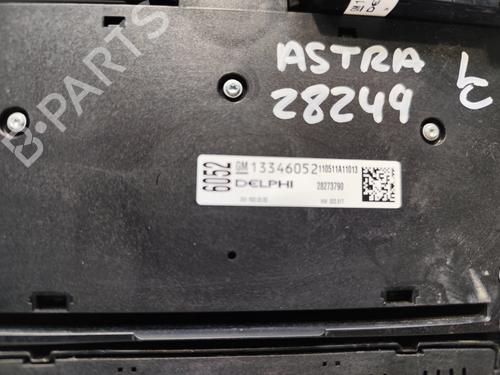 ASTRA LC
28249
6052
GM 13346052 110511A11013
DELPHI 28273790
B-PARTS